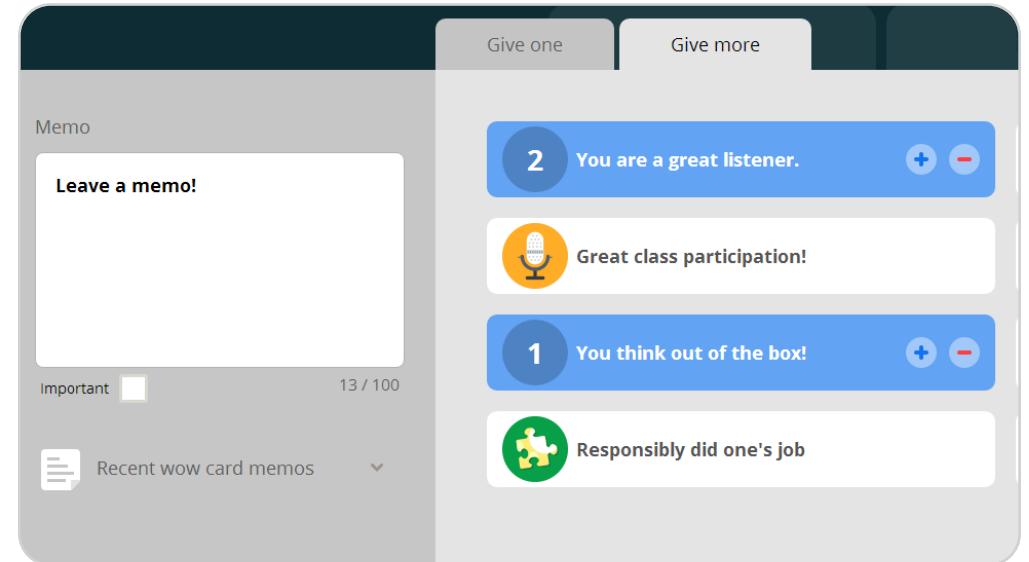 Give one
Give more
Memo
Leave a memo!
Important
13 / 100
Recent wow card memos
2
You are a great listener.
+
−
Great class participation!
1
You think out of the box!
+
−
Responsibly did one's job